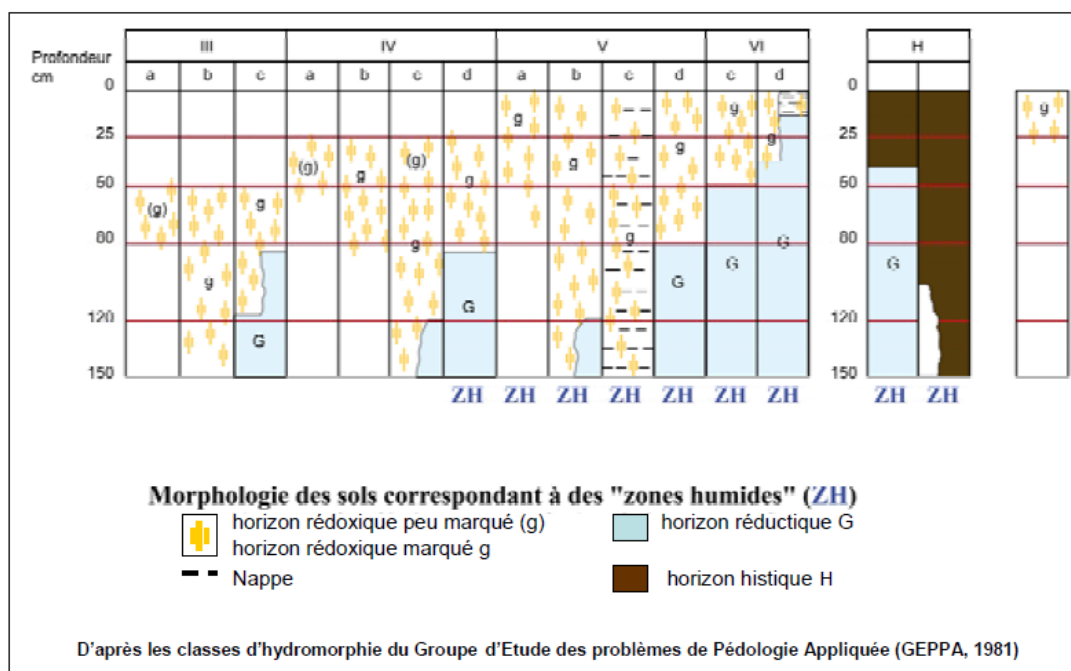 III IV V VI H
Profondeur
cm
a b c a b c d a b c d c d
0 0
g g
25 25
g g
(g) (g) g g
g g
50 50
(g) g
g
80 80
g g
G
g G G G
120 120
G
150 150
ZH ZH ZH ZH ZH ZH ZH ZH ZH
Morphologie des sols correspondant à des "zones humides" (ZH)
horizon rédoxique peu marqué (g) horizon réductique G
horizon rédoxique marqué g
Nappe horizon histique H
D'après les classes d'hydromorphie du Groupe d'Etude des problèmes de Pédologie Appliquée (GEPPA, 1981)